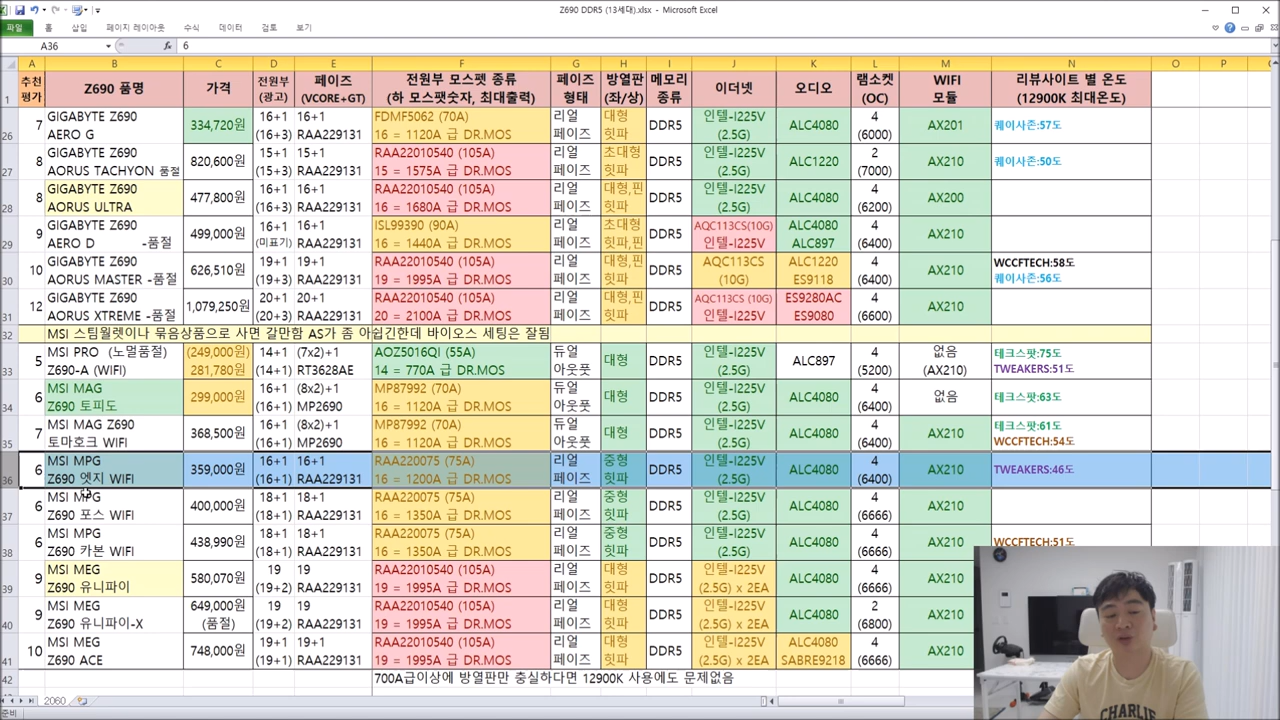 Z690 DDR5 (13세대).xlsx - Microsoft Excel
파일 홈 삽입 페이지 레이아웃 수식 데이터 검토 보기
A36 fx 6
A B C D E F G H I J K L M N O P
추천 평가 Z690 품명 가격 전원부 (광고) 페이즈 (VCORE+GT) 전원부 모스펫 종류 (하 모스팻숫자, 최대출력) 페이즈 형태 방열판 (좌/상) 메모리 종류 이더넷 오디오 램소켓 (OC) WIFI 모듈 리뷰사이트 별 온도 (12900K 최대온도)
1
26 7 GIGABYTE Z690 AERO G 334,720원 16+1 (16+3) 16+1 RAA229131 FDMF5062 (70A) 16 = 1120A 급 DR.MOS 리얼 페이즈 대형 힛파 DDR5 인텔-I225V (2.5G) ALC4080 4 (6000) AX201 퀘이사존:57도
27 8 GIGABYTE Z690 AORUS TACHYON 품절 820,600원 15+1 (15+3) 15+1 RAA229131 RAA22010540 (105A) 15 = 1575A 급 DR.MOS 리얼 페이즈 초대형 힛파 DDR5 인텔-I225V (2.5G) ALC1220 2 (7000) AX210 퀘이사존:50도
28 8 GIGABYTE Z690 AORUS ULTRA 477,800원 16+1 (16+3) 16+1 RAA229131 RAA22010540 (105A) 16 = 1680A 급 DR.MOS 리얼 페이즈 대형,핀 힛파 DDR5 인텔-I225V (2.5G) ALC4080 4 (6200) AX200
29 9 GIGABYTE Z690 AERO D -품절 499,000원 16+1 (미표기) 16+1 RAA229131 ISL99390 (90A) 16 = 1440A 급 DR.MOS 리얼 페이즈 초대형 힛파,핀 DDR5 AQC113CS(10G) 인텔-I225V ALC4080 ALC897 4 (6400) AX210
30 10 GIGABYTE Z690 AORUS MASTER -품절 626,510원 19+1 (19+3) 19+1 RAA229131 RAA22010540 (105A) 19 = 1995A 급 DR.MOS 리얼 페이즈 대형,핀 힛파 DDR5 AQC113CS (10G) ALC1220 ES9118 4 (6400) AX210 WCCFTECH:58도 퀘이사존:56도
31 12 GIGABYTE Z690 AORUS XTREME -품절 1,079,250원 20+1 (20+3) 20+1 RAA229131 RAA22010540 (105A) 20 = 2100A 급 DR.MOS 리얼 페이즈 대형,핀 힛파 DDR5 AQC113CS (10G) 인텔-I225V ES9280AC ES9080 4 (6600) AX210
32 MSI 스팀월렛이나 묶음상품으로 사면 갈만함 AS가 좀 아쉽긴한데 바이오스 세팅은 잘됨
33 5 MSI PRO (노멀품절) Z690-A (WIFI) (249,000원) 281,780원 14+1 (14+1) (7x2)+1 RT3628AE AOZ5016QI (55A) 14 = 770A 급 DR.MOS 듀얼 아웃풋 대형 DDR5 인텔-I225V (2.5G) ALC897 4 (5200) 없음 (AX210) 테크스팟:75도 TWEAKERS:51도
34 6 MSI MAG Z690 토피도 299,000원 16+1 (16+1) (8x2)+1 MP2690 MP87992 (70A) 16 = 1120A 급 DR.MOS 듀얼 아웃풋 대형 DDR5 인텔-I225V (2.5G) ALC4080 4 (6400) 없음 테크스팟:63도
35 7 MSI MAG Z690 토마호크 WIFI 368,500원 16+1 (16+1) (8x2)+1 MP2690 MP87992 (70A) 16 = 1120A 급 DR.MOS 듀얼 아웃풋 대형 DDR5 인텔-I225V (2.5G) ALC4080 4 (6400) AX210 테크스팟:61도 WCCFTECH:54도
36 6 MSI MPG Z690 엣지 WIFI 359,000원 16+1 (16+1) 16+1 RAA229131 RAA220075 (75A) 16 = 1200A 급 DR.MOS 리얼 페이즈 중형 힛파 DDR5 인텔-I225V (2.5G) ALC4080 4 (6400) AX210 TWEAKERS:46도
37 6 MSI MPG Z690 포스 WIFI 400,000원 18+1 (18+1) 18+1 RAA229131 RAA220075 (75A) 16 = 1350A 급 DR.MOS 리얼 페이즈 중형 힛파 DDR5 인텔-I225V (2.5G) ALC4080 4 (6666) AX210
38 6 MSI MPG Z690 카본 WIFI 438,990원 18+1 (18+1) 18+1 RAA229131 RAA220075 (75A) 16 = 1350A 급 DR.MOS 리얼 페이즈 중형 힛파 DDR5 인텔-I225V (2.5G) ALC4080 4 (6666) AX210 WCCFTECH:51도
39 9 MSI MEG Z690 유니파이 580,070원 19 (19+2) 19 RAA229131 RAA22010540 (105A) 19 = 1995A 급 DR.MOS 리얼 페이즈 대형 힛파 DDR5 인텔-I225V (2.5G) x 2EA ALC4080 4 (6666) AX210
40 9 MSI MEG Z690 유니파이-X 649,000원 (품절) 19 (19+2) 19 RAA229131 RAA22010540 (105A) 19 = 1995A 급 DR.MOS 리얼 페이즈 대형 힛파 DDR5 인텔-I225V (2.5G) x 2EA ALC4080 2 (6800) AX210
41 10 MSI MEG Z690 ACE 748,000원 19+1 (19+1) 19+1 RAA229131 RAA22010540 (105A) 19 = 1995A 급 DR.MOS 리얼 페이즈 대형 힛파 DDR5 인텔-I225V (2.5G) x 2EA ALC4080 SABRE9218 4 (6666) AX210
42 700A급이상에 방열판만 충실하다면 12900K 사용에도 문제없음
2060
준비
CHARLIE